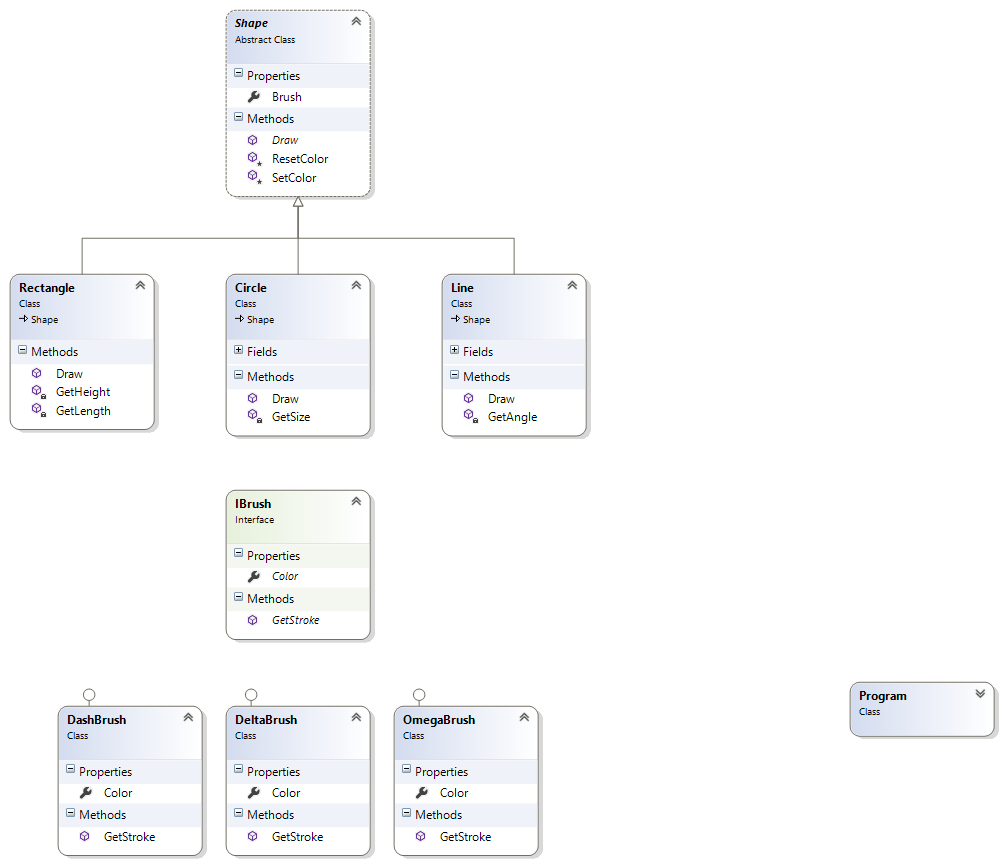 Shape
Abstract Class
Properties
Brush
Methods
Draw
ResetColor
SetColor
Rectangle
Class
Shape
Methods
Draw
GetHeight
GetLength
Circle
Class
Shape
Fields
Methods
Draw
GetSize
Line
Class
Shape
Fields
Methods
Draw
GetAngle
IBrush
Interface
Properties
Color
Methods
GetStroke
DashBrush
Class
Properties
Color
Methods
GetStroke
DeltaBrush
Class
Properties
Color
Methods
GetStroke
OmegaBrush
Class
Properties
Color
Methods
GetStroke
Program
Class